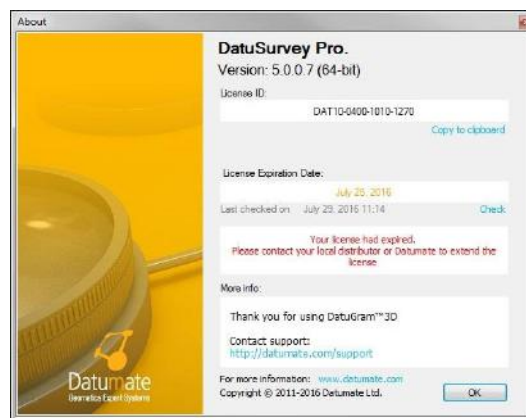 About
DatuSurvey Pro.
Version: 5.0.0.7 (64-bit)
License ID:
DAT10-0400-1010-1270
Copy to clipboard
License Expiration Date:
July 25, 2016
Last checked on July 29, 2016 11:14 Check
Your license had expired.
Please contact your local distributor or Datumate to extend the
license
More info:
Thank you for using DatuGram™3D
Contact support:
http://datumate.com/support
For more information: www.datumate.com
Copyright © 2011-2016 Datumate Ltd.
OK
Datumate
Geomatics Expert Systems